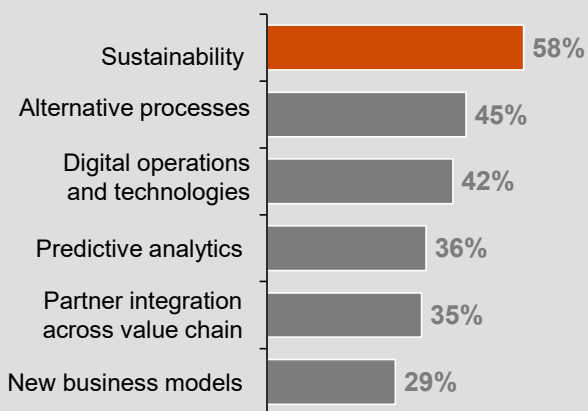 Sustainability
58%
Alternative processes
45%
Digital operations
and technologies
42%
Predictive analytics
36%
Partner integration
across value chain
35%
New business models
29%